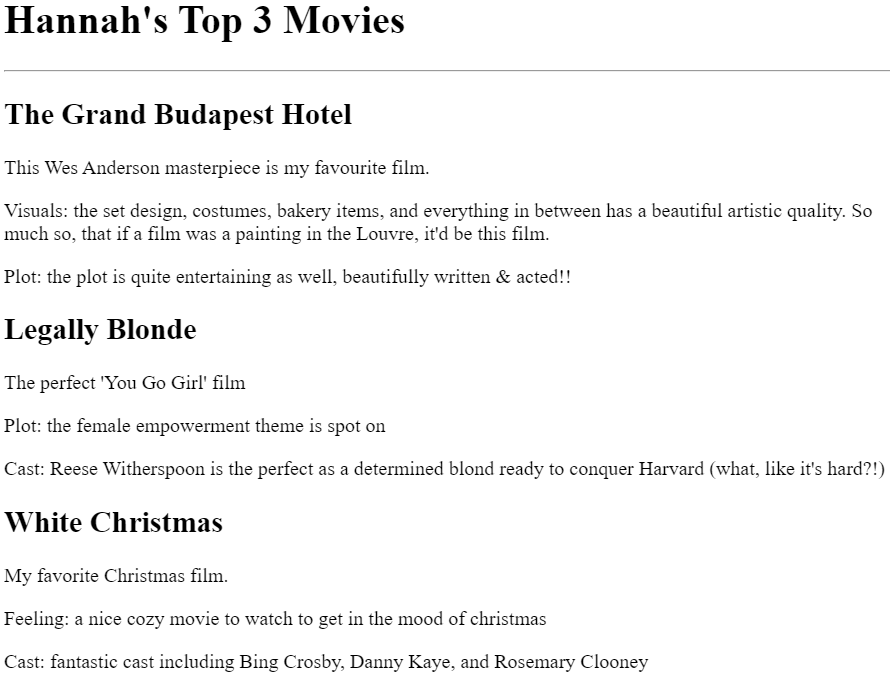 Hannah's Top 3 Movies
The Grand Budapest Hotel
This Wes Anderson masterpiece is my favourite film.
Visuals: the set design, costumes, bakery items, and everything in between has a beautiful artistic quality. So
much so, that if a film was a painting in the Louvre, it'd be this film.
Plot: the plot is quite entertaining as well, beautifully written & acted!!
Legally Blonde
The perfect 'You Go Girl' film
Plot: the female empowerment theme is spot on
Cast: Reese Witherspoon is the perfect as a determined blond ready to conquer Harvard (what, like it's hard?!)
White Christmas
My favorite Christmas film.
Feeling: a nice cozy movie to watch to get in the mood of christmas
Cast: fantastic cast including Bing Crosby, Danny Kaye, and Rosemary Clooney